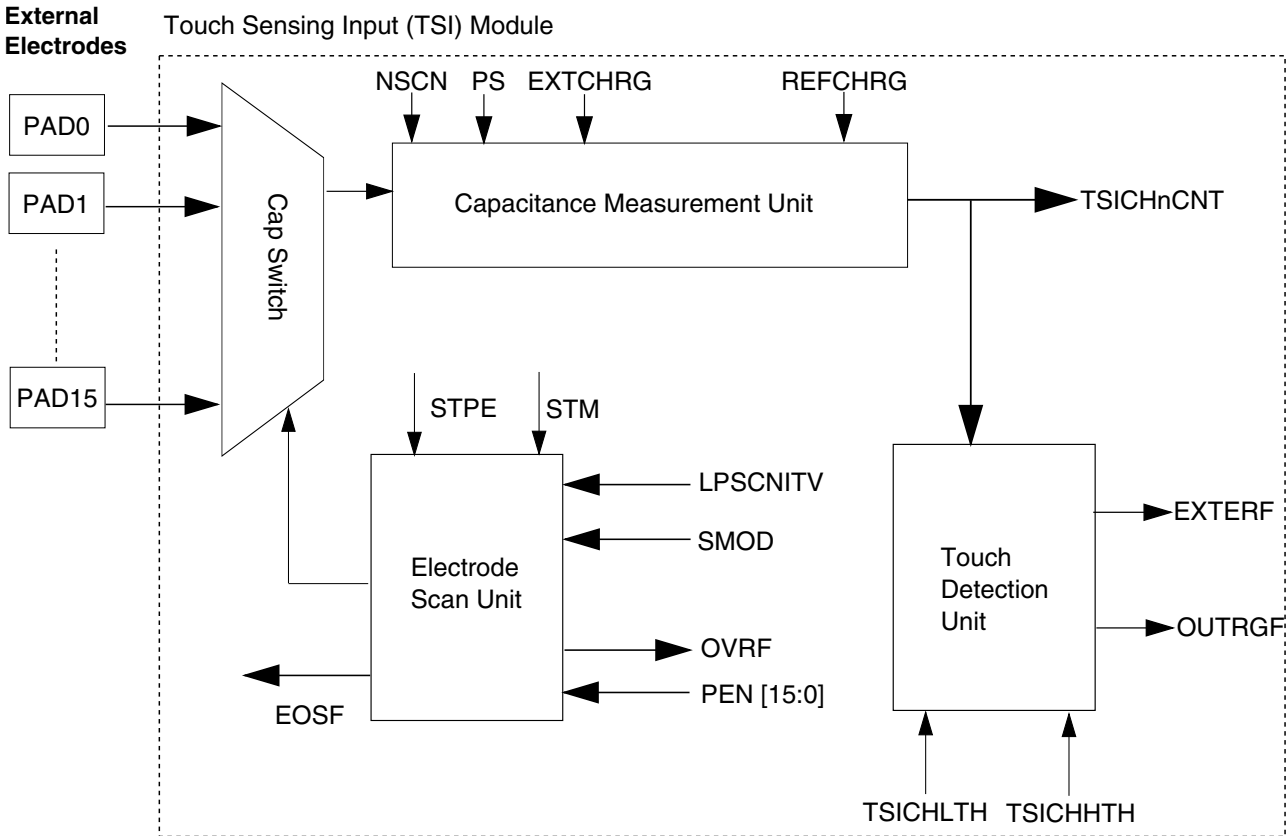 External
Electrodes
Touch Sensing Input (TSI) Module
NSCN PS EXTCHRG REFCHRG
PAD0
PAD1
PAD15
Cap Switch
Capacitance Measurement Unit
TSICHnCNT
STPE STM
LPSCNITV
SMOD
Electrode
Scan Unit
OVRF
PEN [15:0]
EOSF
Touch
Detection
Unit
EXTERF
OUTRGF
TSICHLTH TSICHHTH